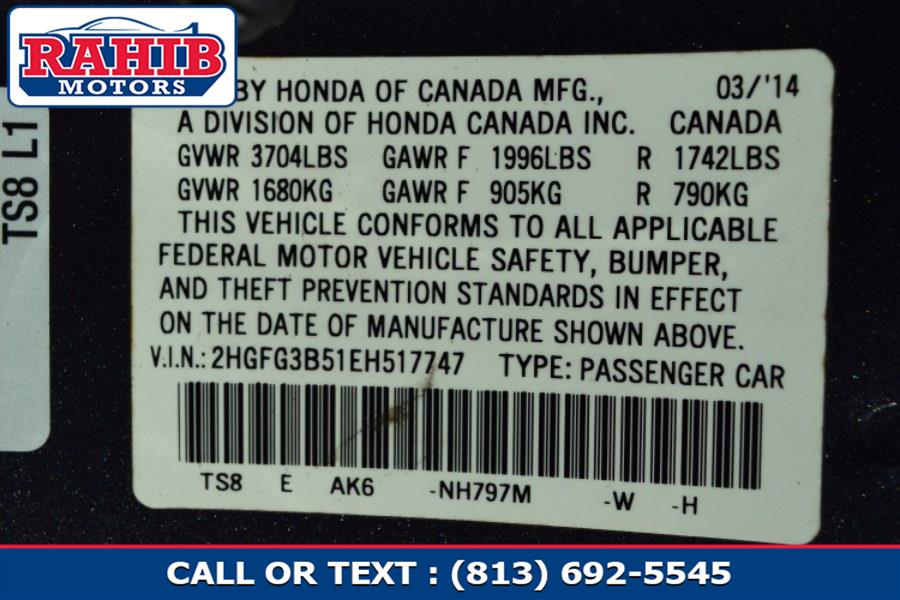 RAHIB
MOTORS
BY HONDA OF CANADA MFG., 03/'14
A DIVISION OF HONDA CANADA INC. CANADA
GVWR 3704LBS GAWR F 1996LBS R 1742LBS
GVWR 1680KG GAWR F 905KG R 790KG
THIS VEHICLE CONFORMS TO ALL APPLICABLE
FEDERAL MOTOR VEHICLE SAFETY, BUMPER,
AND THEFT PREVENTION STANDARDS IN EFFECT
ON THE DATE OF MANUFACTURE SHOWN ABOVE.
V.I.N.: 2HGFG3B51EH517747 TYPE: PASSENGER CAR
TS8 E AK6 -NH797M -W -H
TS8 L1
CALL OR TEXT : (813) 692-5545